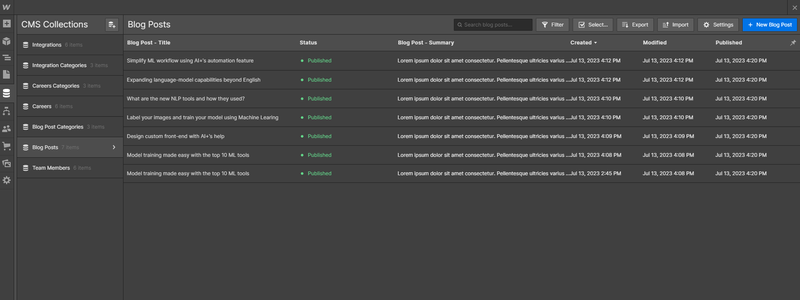 CMS Collections
Integrations 6 items
Integration Categories 3 items
Careers Categories 3 items
Careers 6 items
Blog Post Categories 3 items
Blog Posts 7 items
Team Members 6 items
Blog Posts
Search blog posts...
Filter
Select...
Export
Import
Settings
+ New Blog Post
Blog Post - Title Status Blog Post - Summary Created Modified Published
Simplify ML workflow using AI+'s automation feature Published Lorem ipsum dolor sit amet consectetur. Pellentesque ultricies varius ... Jul 13, 2023 4:12 PM Jul 13, 2023 4:12 PM Jul 13, 2023 4:20 PM
Expanding language-model capabilities beyond English Published Lorem ipsum dolor sit amet consectetur. Pellentesque ultricies varius ... Jul 13, 2023 4:12 PM Jul 13, 2023 4:12 PM Jul 13, 2023 4:20 PM
What are the new NLP tools and how they used? Published Lorem ipsum dolor sit amet consectetur. Pellentesque ultricies varius ... Jul 13, 2023 4:10 PM Jul 13, 2023 4:10 PM Jul 13, 2023 4:20 PM
Label your images and train your model using Machine Learing Published Lorem ipsum dolor sit amet consectetur. Pellentesque ultricies varius ... Jul 13, 2023 4:10 PM Jul 13, 2023 4:10 PM Jul 13, 2023 4:20 PM
Design custom front-end with AI+'s help Published Lorem ipsum dolor sit amet consectetur. Pellentesque ultricies varius ... Jul 13, 2023 4:09 PM Jul 13, 2023 4:09 PM Jul 13, 2023 4:20 PM
Model training made easy with the top 10 ML tools Published Lorem ipsum dolor sit amet consectetur. Pellentesque ultricies varius ... Jul 13, 2023 4:08 PM Jul 13, 2023 4:08 PM Jul 13, 2023 4:20 PM
Model training made easy with the top 10 ML tools Published Lorem ipsum dolor sit amet consectetur. Pellentesque ultricies varius ... Jul 13, 2023 2:45 PM Jul 13, 2023 4:08 PM Jul 13, 2023 4:20 PM